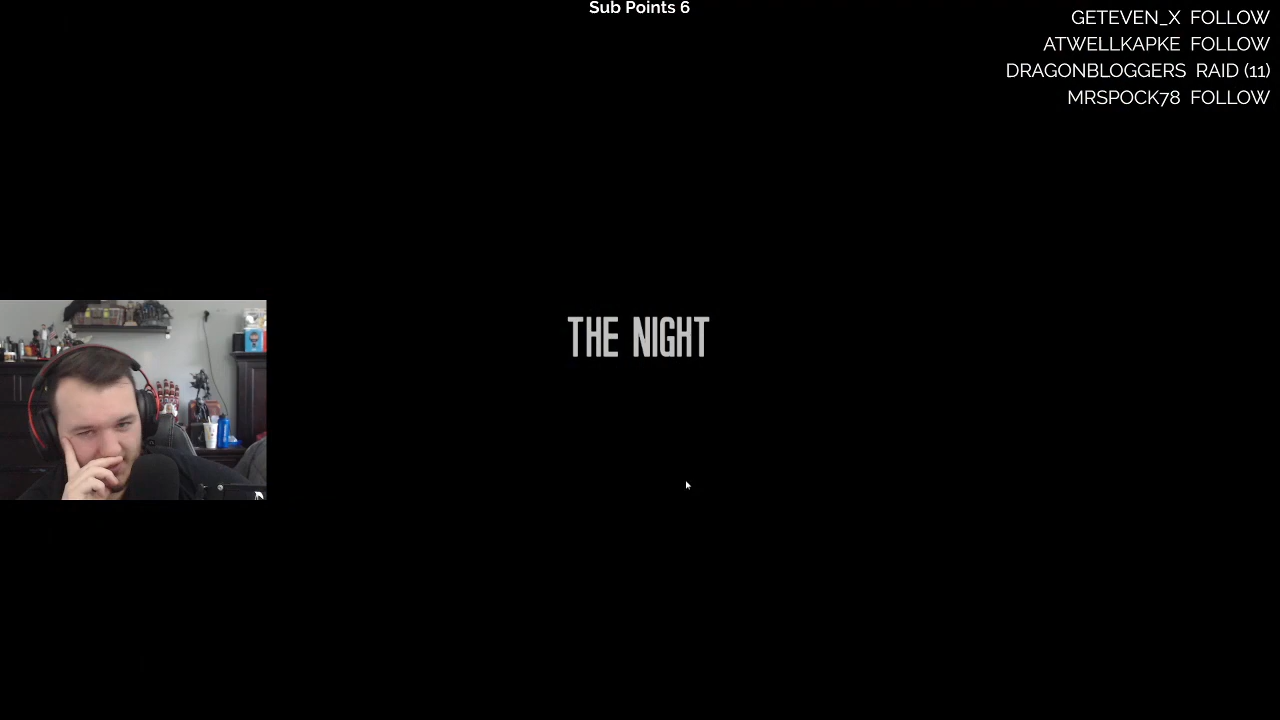 Sub Points 6
GETEVEN_X FOLLOW
ATWELLKAPKE FOLLOW
DRAGONBLOGGERS RAID (11)
MRSPOCK78 FOLLOW
THE NIGHT